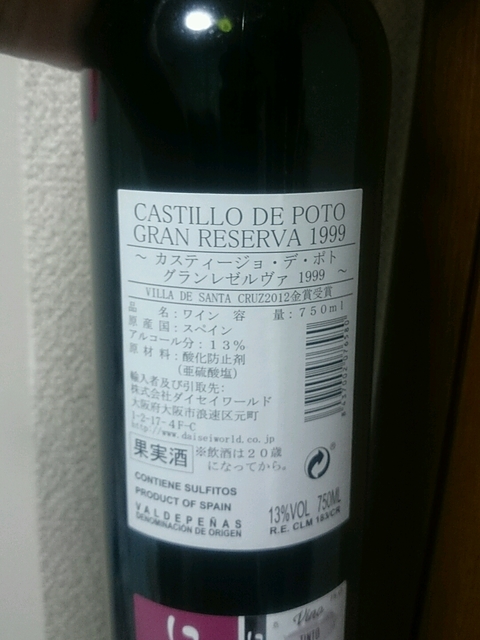 CASTILLO DE POTO
GRAN RESERVA 1999
～ カスティージョ・デ・ポト
グランレゼルヴァ 1999 ～
VILLA DE SANTA CRUZ2012金賞受賞
品 名：ワイン 容 量：750ml
原 産 国：スペイン
アルコール分：13%
原 材 料：酸化防止剤
(亜硫酸塩)
輸入者及び引取先：
株式会社ダイセイワールド
大阪府大阪市浪速区元町
1-2-17-4F-C
http://www.daiseiworld.co.jp
果実酒 ※飲酒は20歳
になってから。
CONTIENE SULFITOS
PRODUCT OF SPAIN
VALDEPEÑAS
DENOMINACIÓN DE ORIGEN
13%VOL 750ML
R.E. CLM 163/CR
Vino
TINTO